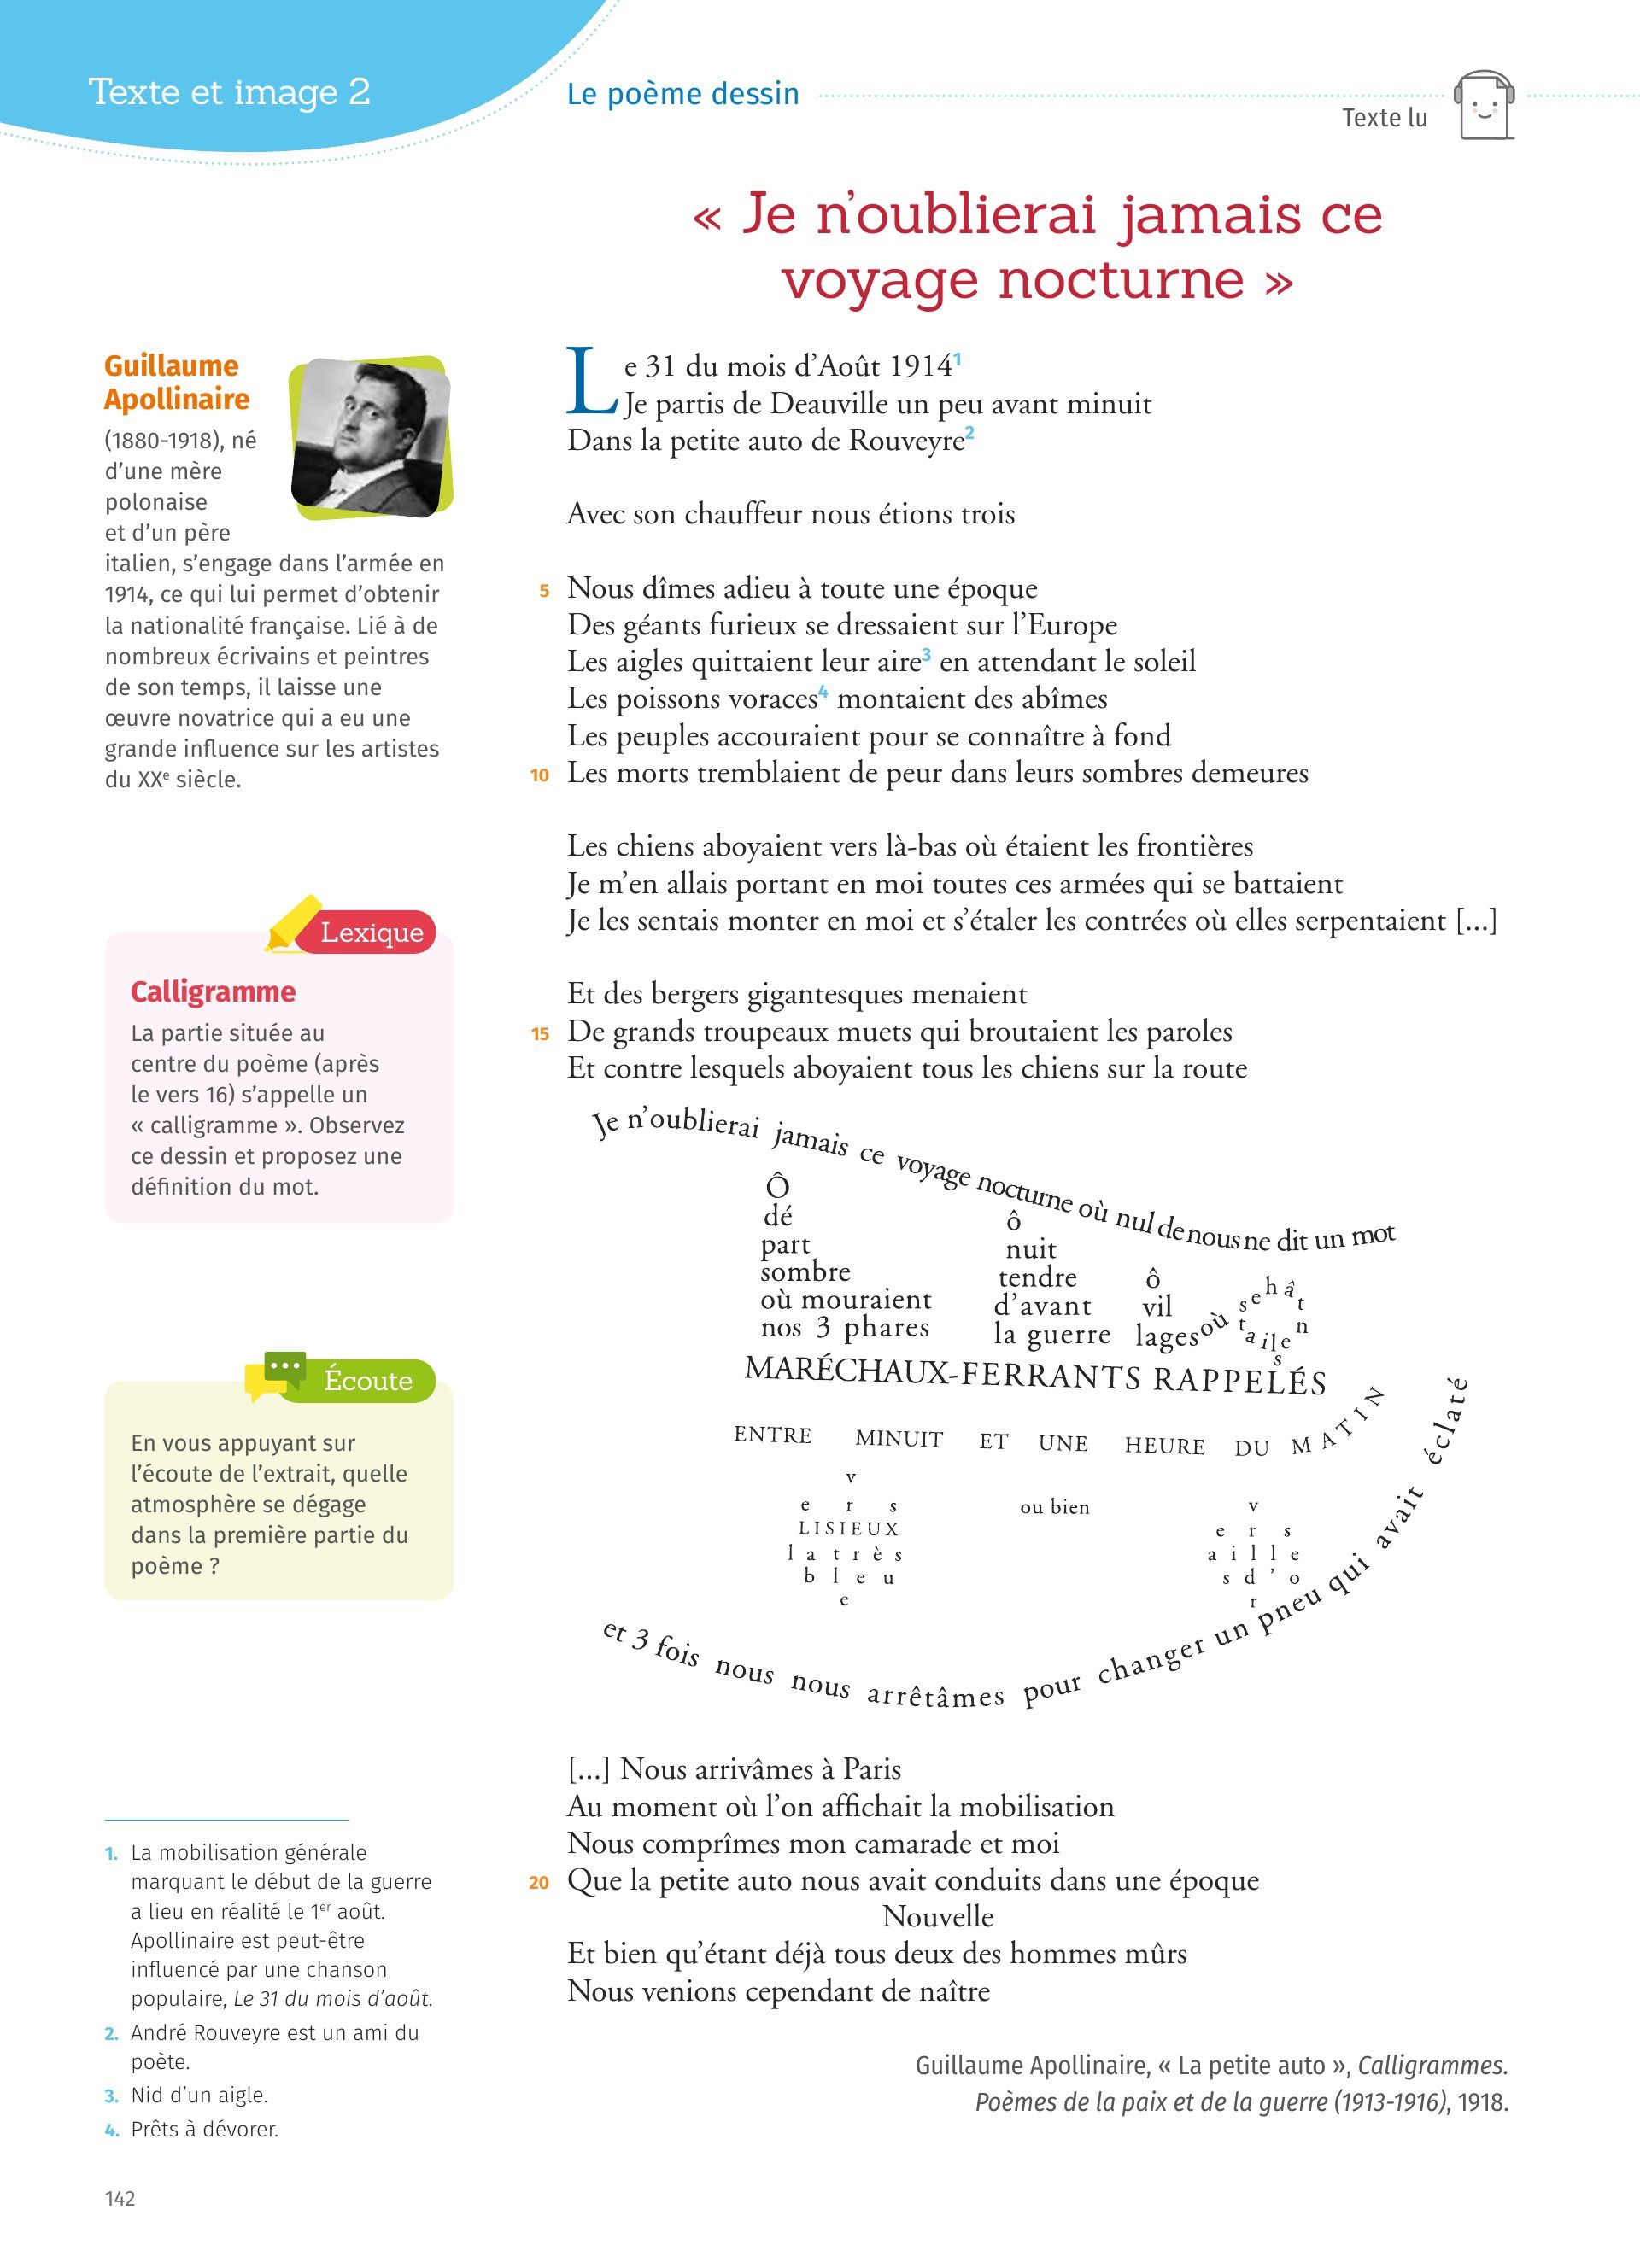 Texte et image 2
Le poème dessin
Texte lu
« Je n'oublierai jamais ce
voyage nocturne »
Guillaume
Apollinaire
(1880-1918), né
d'une mère
polonaise
et d'un père
italien, s'engage dans l'armée en
1914, ce qui lui permet d'obtenir
la nationalité française. Lié à de
nombreux écrivains et peintres
de son temps, il laisse une
œuvre novatrice qui a eu une
grande influence sur les artistes
du XXe siècle.
Lexique
Calligramme
La partie située au
centre du poème (après
le vers 16) s'appelle un
« calligramme ». Observez
ce dessin et proposez une
définition du mot.
Écoute
En vous appuyant sur
l'écoute de l'extrait, quelle
atmosphère se dégage
dans la première partie du
poème ?
Le 31 du mois d'Août 1914¹
Je partis de Deauville un peu avant minuit
Dans la petite auto de Rouveyre²
Avec son chauffeur nous étions trois
5 Nous dîmes adieu à toute une époque
Des géants furieux se dressaient sur l'Europe
Les aigles quittaient leur aire³ en attendant le soleil
Les poissons voraces⁴ montaient des abîmes
Les peuples accouraient pour se connaître à fond
10 Les morts tremblaient de peur dans leurs sombres demeures
Les chiens aboyaient vers là-bas où étaient les frontières
Je m'en allais portant en moi toutes ces armées qui se battaient
Je les sentais monter en moi et s'étaler les contrées où elles serpentaient [...]
Et des bergers gigantesques menaient
15 De grands troupeaux muets qui broutaient les paroles
Et contre lesquels aboyaient tous les chiens sur la route
Je n'oublierai jamais ce voyage nocturne où nul de nous ne dit un mot
Ô
dé
part
sombre
où mouraient
nos 3 phares
ô
nuit
tendre
d'avant
la guerre
ô
vil
lages où
se hâtaient les
MARÉCHAUX-FERRANTS RAPPELÉS
ENTRE MINUIT ET UNE HEURE DU MATIN
v
e r s
LISIEUX
l a t r è s
b l e u
e
ou bien
v
e r s
a i l l e
s d ' o
r
et 3 fois nous nous arrêtâmes pour changer un pneu qui avait éclaté
[...] Nous arrivâmes à Paris
Au moment où l'on affichait la mobilisation
Nous comprîmes mon camarade et moi
20 Que la petite auto nous avait conduits dans une époque
Nouvelle
Et bien qu'étant déjà tous deux des hommes mûrs
Nous venions cependant de naître
Guillaume Apollinaire, « La petite auto », Calligrammes.
Poèmes de la paix et de la guerre (1913-1916), 1918.
1. La mobilisation générale
marquant le début de la guerre
a lieu en réalité le 1er août.
Apollinaire est peut-être
influencé par une chanson
populaire, Le 31 du mois d'août.
2. André Rouveyre est un ami du
poète.
3. Nid d'un aigle.
4. Prêts à dévorer.
142